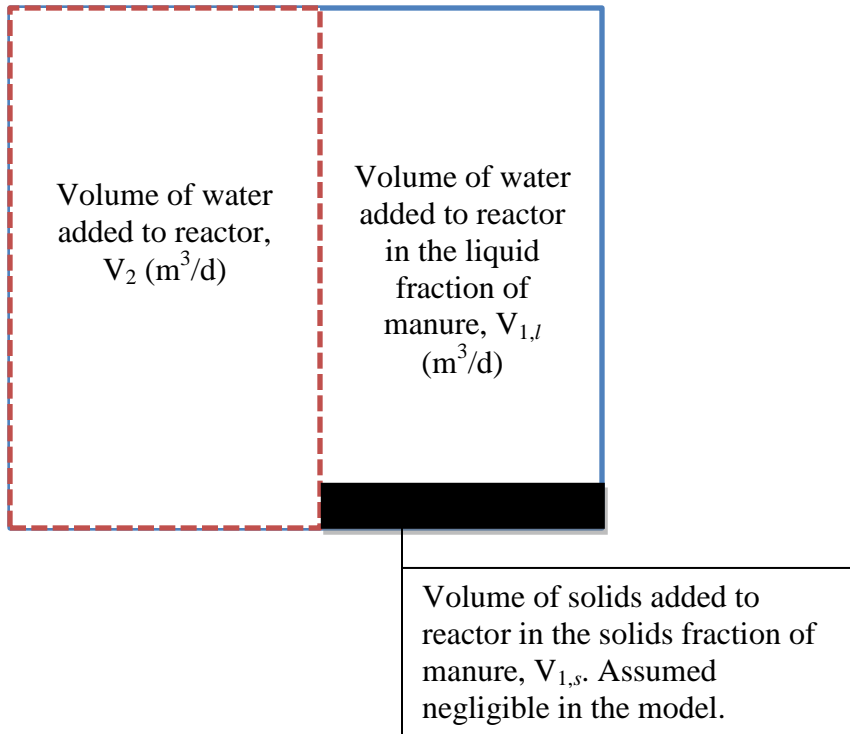 Volume of water
added to reactor,
V₂ (m³/d)
Volume of water
added to reactor
in the liquid
fraction of
manure, V₁,ₗ
(m³/d)
Volume of solids added to
reactor in the solids fraction of
manure, V₁,ₛ. Assumed
negligible in the model.